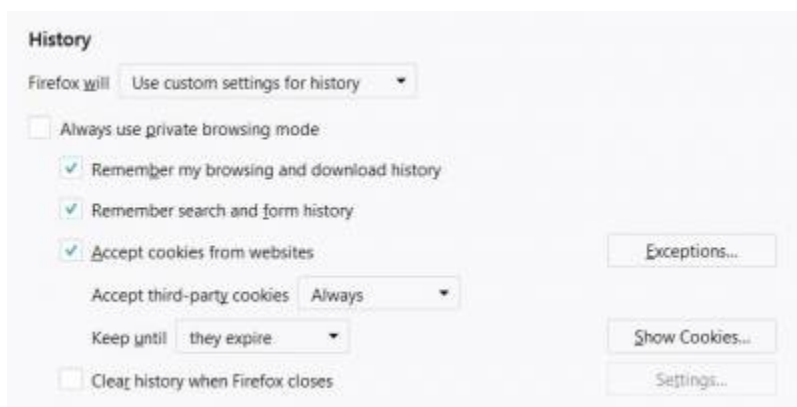 History
Firefox will Use custom settings for history
Always use private browsing mode
Remember my browsing and download history
Remember search and form history
Accept cookies from websites Exceptions...
Accept third-party cookies Always
Keep until they expire Show Cookies...
Clear history when Firefox closes Settings...